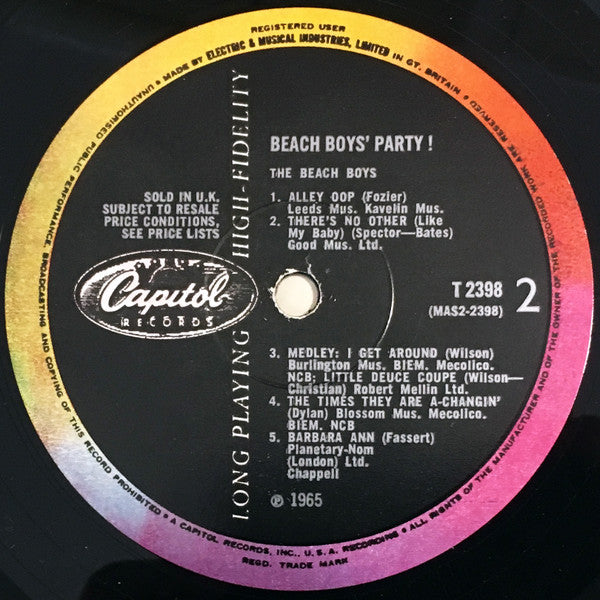 REGISTERED USER
• MADE BY ELECTRIC & MUSICAL INDUSTRIES, LIMITED IN GT. BRITAIN •
ALL RIGHTS OF THE MANUFACTURER AND OF THE OWNER OF THE RECORDED WORK ARE RESERVED
UNAUTHORISED PUBLIC PERFORMANCE, BROADCASTING AND COPYING OF THIS RECORD PROHIBITED
• A CAPITOL RECORDS, INC., U.S.A. RECORDING •
REGD. TRADE MARK
LONG PLAYING HIGH-FIDELITY
BEACH BOYS' PARTY !
THE BEACH BOYS
SOLD IN U.K.
SUBJECT TO RESALE
PRICE CONDITIONS,
SEE PRICE LISTS
1. ALLEY OOP (Fozier)
Leeds Mus. Kavelin Mus.
2. THERE'S NO OTHER (Like
My Baby) (Spector—Bates)
Good Mus. Ltd.
Capitol
RECORDS
T 2398
(MAS2-2398)
2
3. MEDLEY: I GET AROUND (Wilson)
Burlington Mus. BIEM. Mecolico.
NCB; LITTLE DEUCE COUPE (Wilson—
Christian) Robert Mellin Ltd.
4. THE TIMES THEY ARE A-CHANGIN'
(Dylan) Blossom Mus. Mecolico.
BIEM. NCB
5. BARBARA ANN (Fassert)
Planetary-Nom
(London) Ltd.
Chappell
℗ 1965